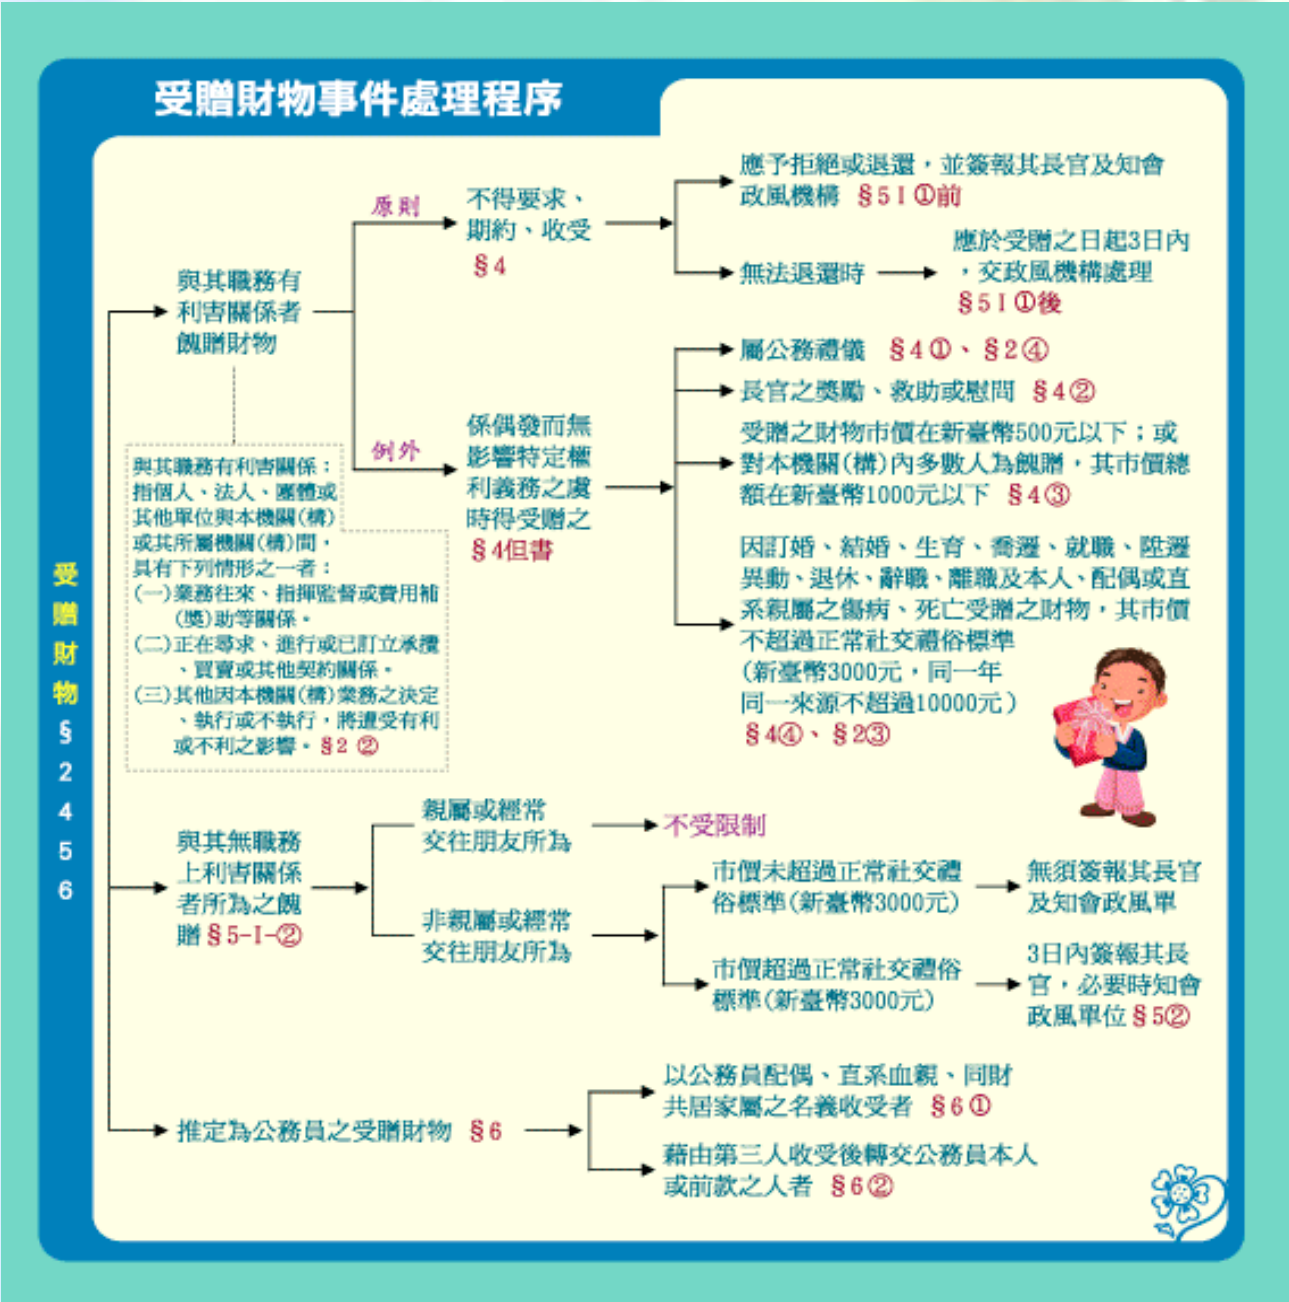 受贈財物事件處理程序
受贈財物§2456
與其職務有
利害關係者
餽贈財物
原則
不得要求、
期約、收受
§4
應予拒絕或退還，並簽報其長官及知會
政風機構 §5I①前
無法退還時
應於受贈之日起3日內
，交政風機構處理
§5I①後
例外
係偶發而無
影響特定權
利義務之虞
時得受贈之
§4但書
屬公務禮儀 §4①、§2④
長官之獎勵、救助或慰問 §4②
受贈之財物市價在新臺幣500元以下；或
對本機關(構)內多數人為餽贈，其市價總
額在新臺幣1000元以下 §4③
因訂婚、結婚、生育、喬遷、就職、陞遷
異動、退休、辭職、離職及本人、配偶或直
系親屬之傷病、死亡受贈之財物，其市價
不超過正常社交禮俗標準
(新臺幣3000元，同一年
同一來源不超過10000元)
§4④、§2③
與其職務有利害關係：
指個人、法人、團體或
其他單位與本機關(構)
或其所屬機關(構)間，
具有下列情形之一者：
(一)業務往來、指揮監督或費用補
(獎)助等關係。
(二)正在尋求、進行或已訂立承攬
、買賣或其他契約關係。
(三)其他因本機關(構)業務之決定
、執行或不執行，將遭受有利
或不利之影響。§2②
與其無職務
上利害關係
者所為之餽
贈§5-I-②
親屬或經常
交往朋友所為
不受限制
非親屬或經常
交往朋友所為
市價未超過正常社交禮
俗標準(新臺幣3000元)
無須簽報其長官
及知會政風單
市價超過正常社交禮俗
標準(新臺幣3000元)
3日內簽報其長
官，必要時知會
政風單位§5②
推定為公務員之受贈財物 §6
以公務員配偶、直系血親、同財
共居家屬之名義收受者 §6①
藉由第三人收受後轉交公務員本人
或前款之人者 §6②